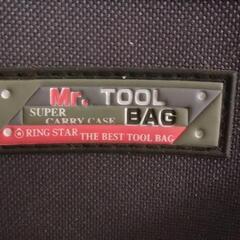 Mr. TOOL
SUPER
CARRY CASE BAG
RING STAR THE BEST TOOL BAG